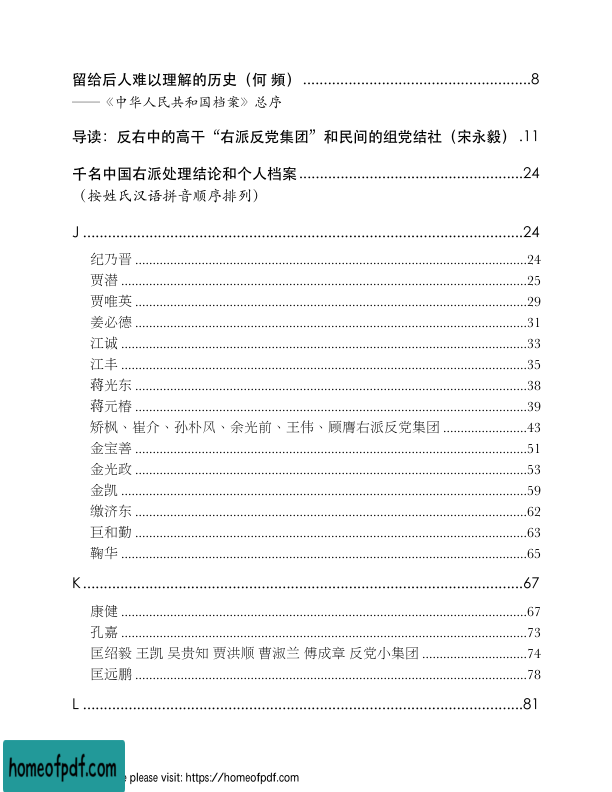 留给后人难以理解的历史（何 頻） ........................................................8
——《中华人民共和国档案》总序
导读：反右中的高干“右派反党集团”和民间的组党结社（宋永毅） .11
千名中国右派处理结论和个人档案......................................................24
（按姓氏汉语拼音顺序排列）
J ..........................................................................................................24
纪乃晋 ..................................................................................................24
贾潜 ......................................................................................................25
贾唯英 ..................................................................................................29
姜必德 ..................................................................................................31
江诚 ......................................................................................................33
江丰 ......................................................................................................35
蒋光东 ..................................................................................................38
蒋元椿 ..................................................................................................39
矫枫、崔介、孙朴风、余光前、王伟、顾膺右派反党集团 .....................43
金宝善 ..................................................................................................51
金光政 ..................................................................................................53
金凯 ......................................................................................................59
缴济东 ..................................................................................................62
巨和勤 ..................................................................................................63
鞠华 ......................................................................................................65
K..........................................................................................................67
康健 ......................................................................................................67
孔嘉 ......................................................................................................73
匡绍毅 王凯 吴贵知 贾洪顺 曹淑兰 傅成章 反党小集团 ..........................74
匡远鹏 ..................................................................................................78
L ..........................................................................................................81
homeofpdf.com
e please visit: https://homeofpdf.com